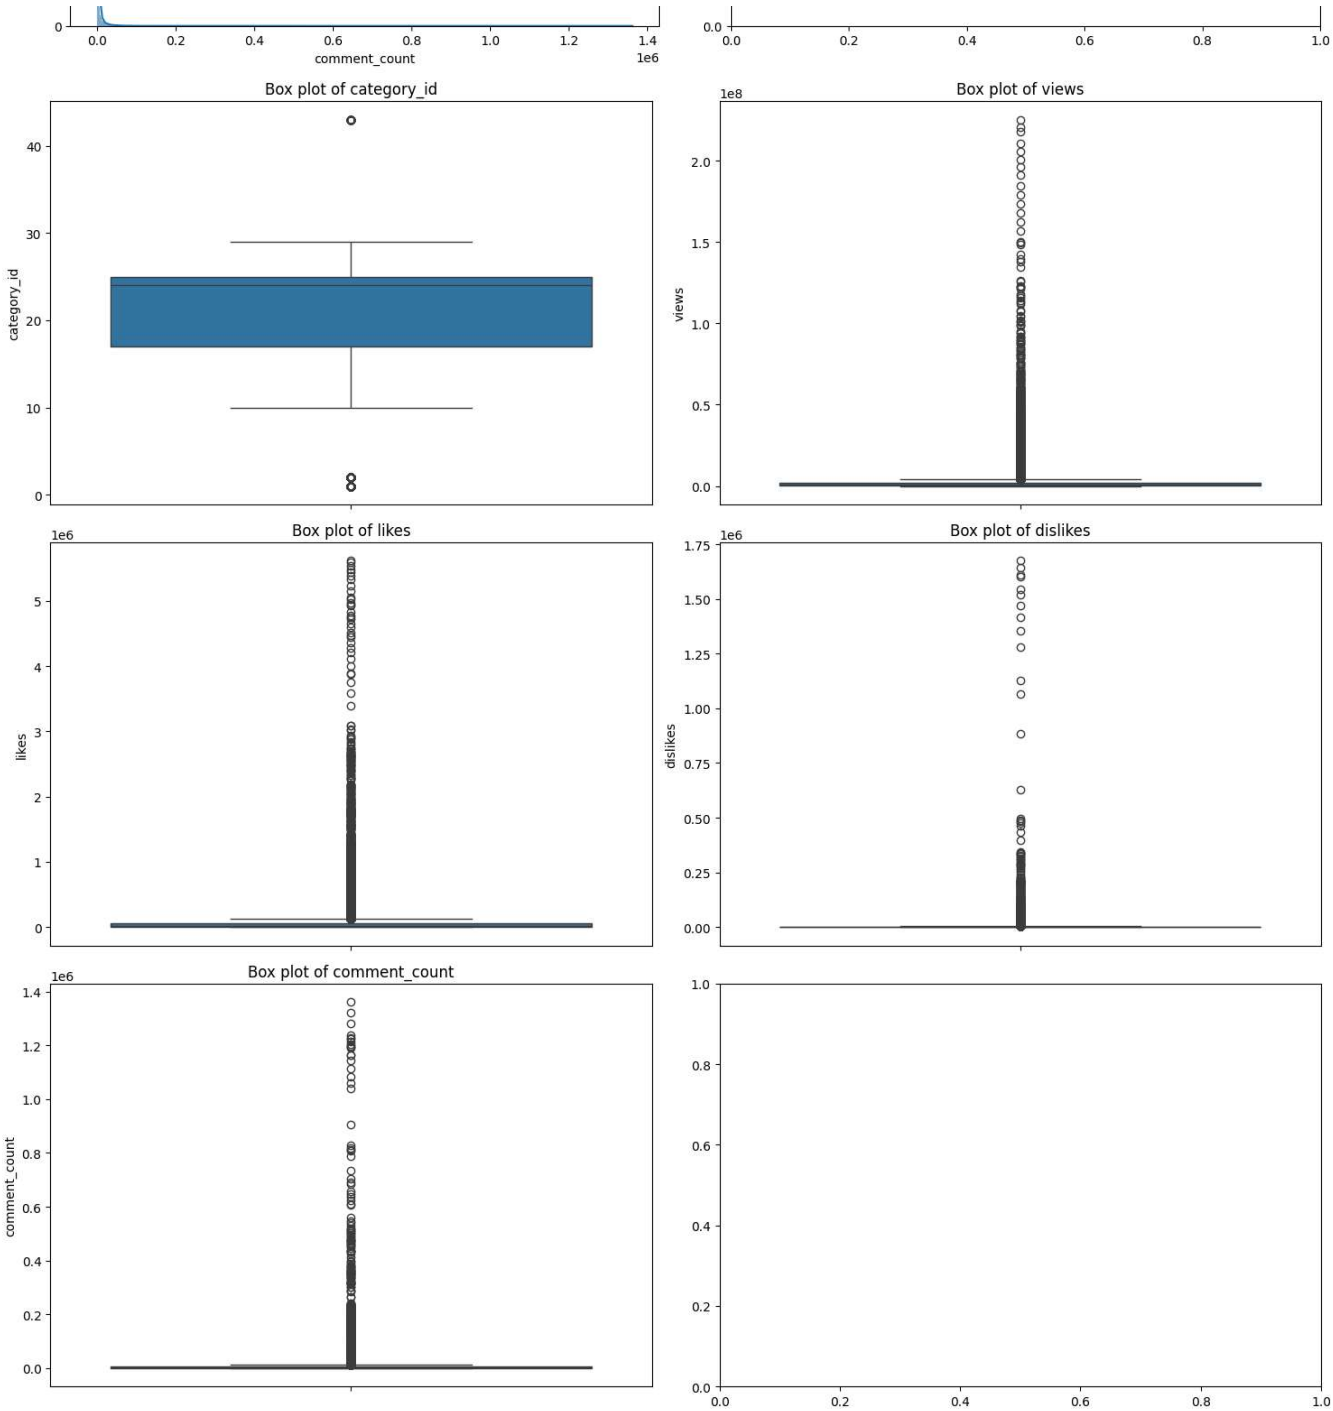 0
0.0 0.2 0.4 0.6 0.8 1.0 1.2 1.4
comment_count
1e6
0.0
0.0 0.2 0.4 0.6 0.8 1.0
Box plot of category_id
40
30
20
10
0
category_id
Box plot of views
1e8
2.0
1.5
1.0
0.5
0.0
views
Box plot of likes
1e6
5
4
3
2
1
0
likes
Box plot of dislikes
1e6
1.75
1.50
1.25
1.00
0.75
0.50
0.25
0.00
dislikes
Box plot of comment_count
1e6
1.4
1.2
1.0
0.8
0.6
0.4
0.2
0.0
comment_count
1.0
0.8
0.6
0.4
0.2
0.0
0.0 0.2 0.4 0.6 0.8 1.0